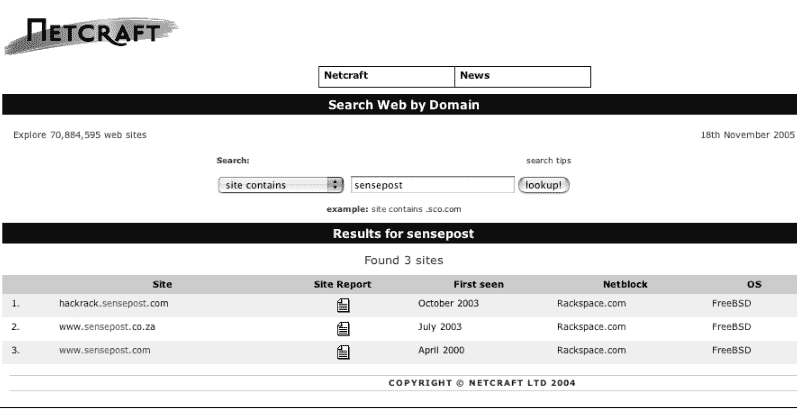 NETCRAFT
Netcraft News
Search Web by Domain
Explore 70,884,595 web sites 18th November 2005
Search: search tips
site contains sensepost lookup!
example: site contains .sco.com
Results for sensepost
Found 3 sites
Site Site Report First seen Netblock OS
1. hackrack.sensepost.com October 2003 Rackspace.com FreeBSD
2. www.sensepost.co.za July 2003 Rackspace.com FreeBSD
3. www.sensepost.com April 2000 Rackspace.com FreeBSD
COPYRIGHT © NETCRAFT LTD 2004